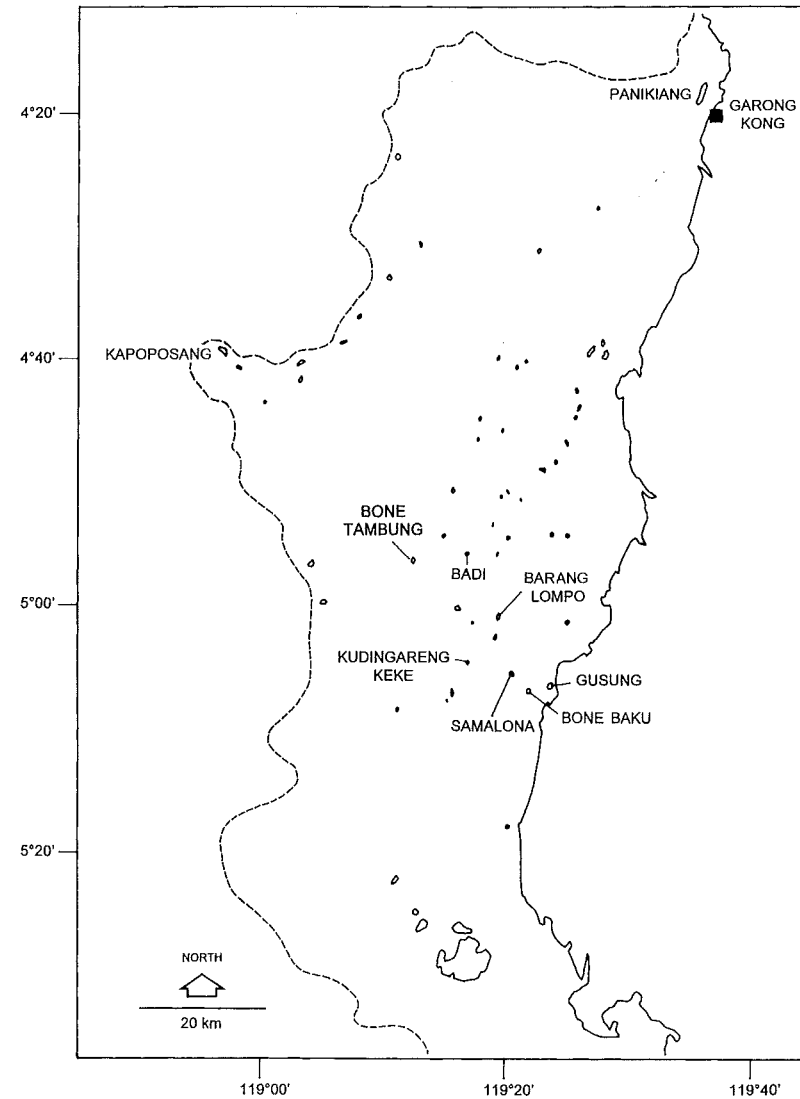 PANIKIANG
GARONG
KONG
4°20'
4°40'
KAPOPOSANG
BONE
TAMBUNG
BADI
BARANG
LOMPO
5°00'
KUDINGARENG
KEKE
GUSUNG
SAMALONA
BONE BAKU
5°20'
NORTH
20 km
119°00'
119°20'
119°40'